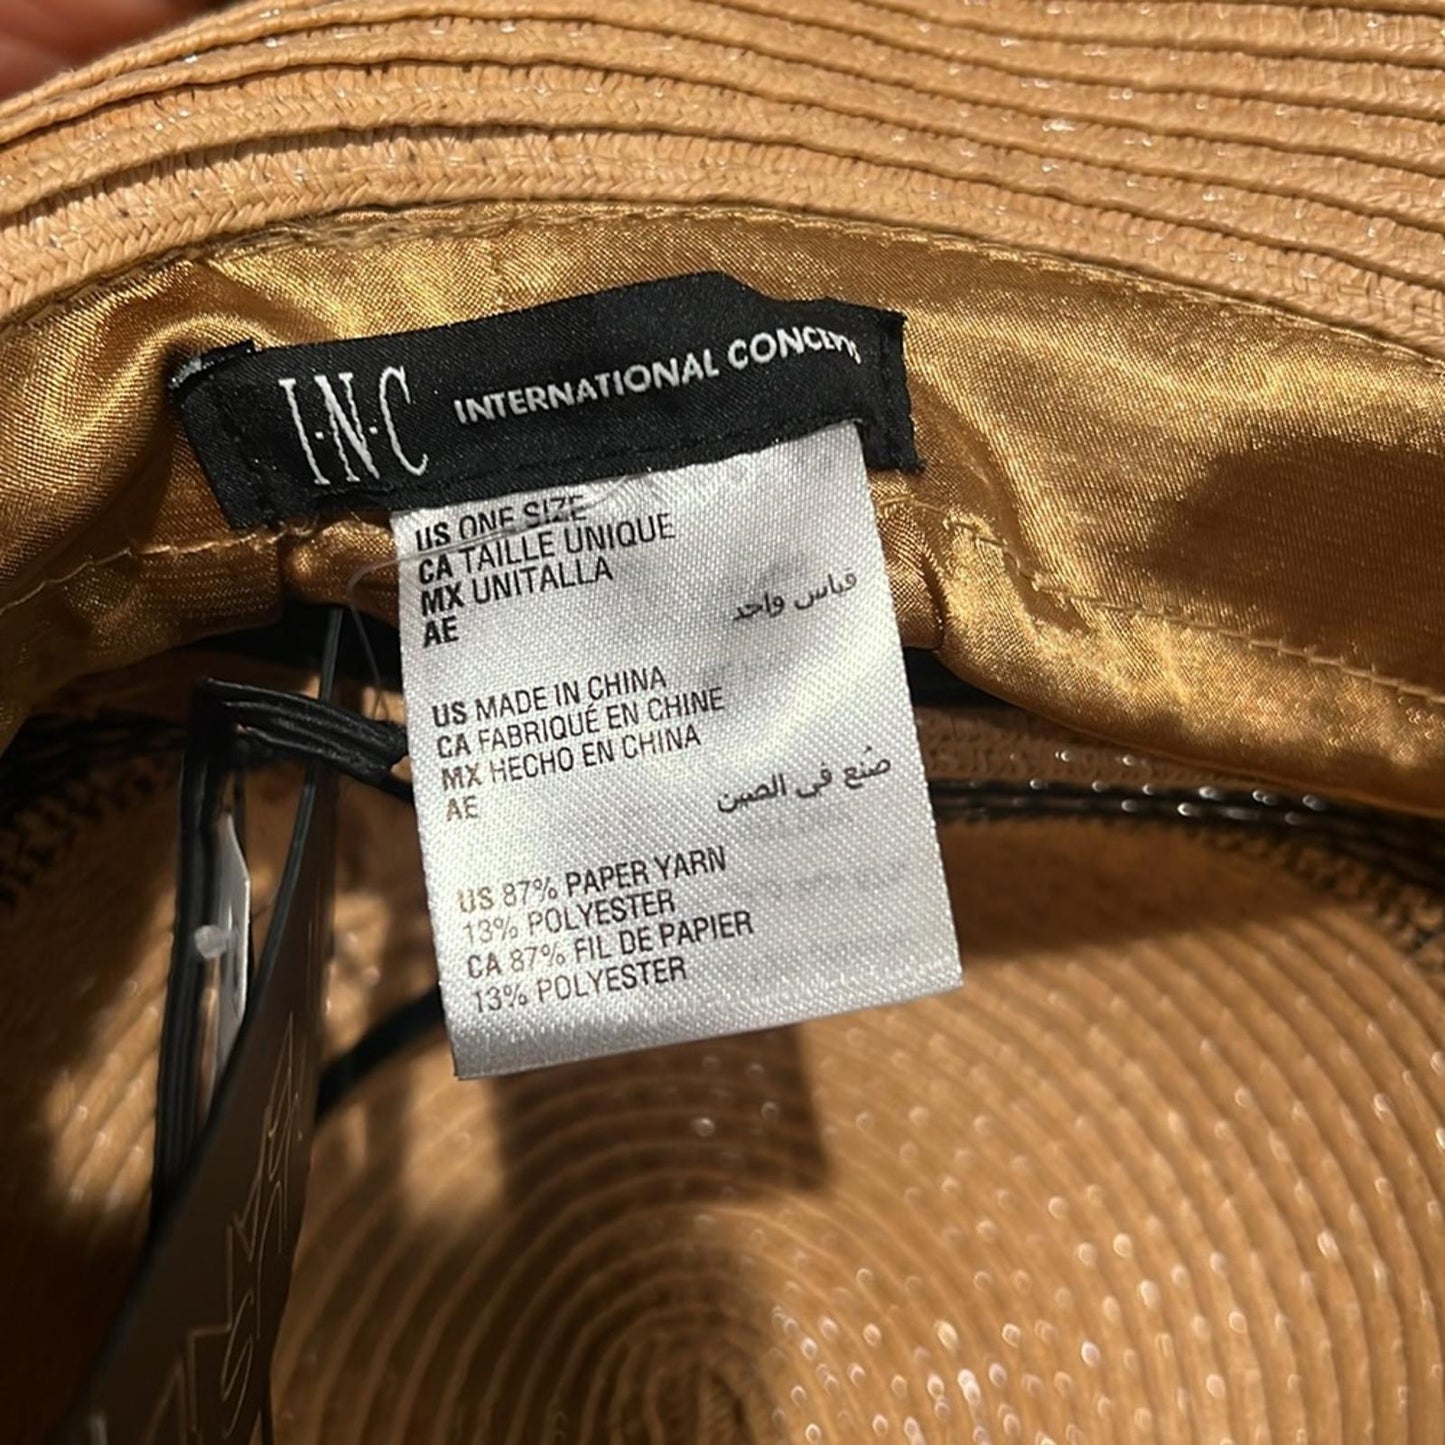 I·N·C INTERNATIONAL CONCEPTS
US ONE SIZE
CA TAILLE UNIQUE
MX UNITALLA
AE قياس واحد
US MADE IN CHINA
CA FABRIQUÉ EN CHINE
MX HECHO EN CHINA
AE صُنع في الصين
US 87% PAPER YARN
13% POLYESTER
CA 87% FIL DE PAPIER
13% POLYESTER